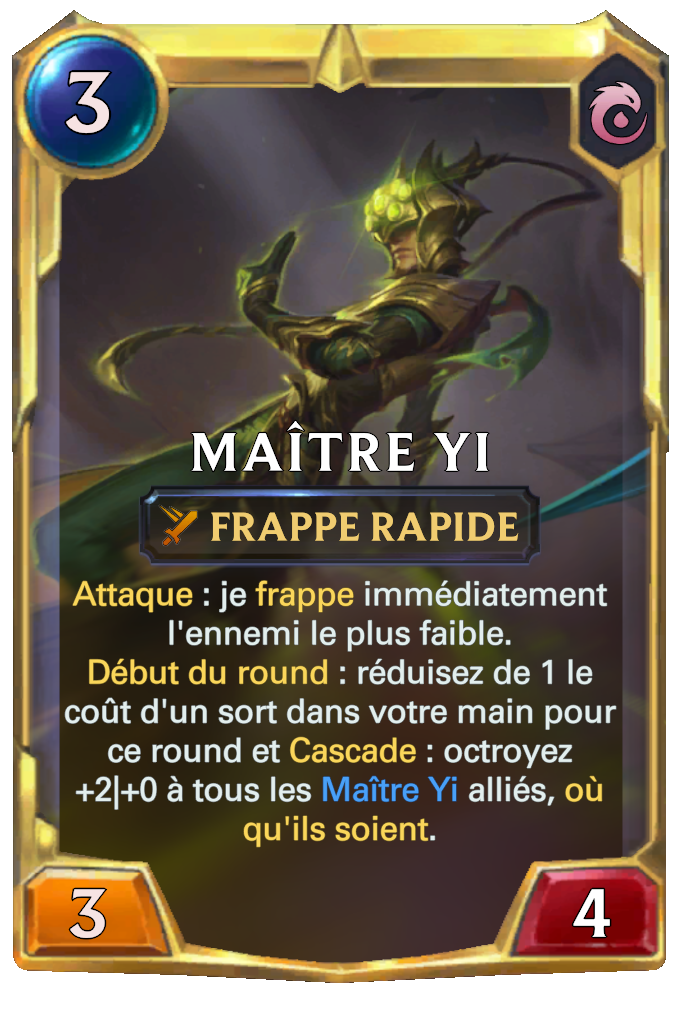 3
MAÎTRE YI
FRAPPE RAPIDE
Attaque : je frappe immédiatement
l'ennemi le plus faible.
Début du round : réduisez de 1 le
coût d'un sort dans votre main pour
ce round et Cascade : octroyez
+2|+0 à tous les Maître Yi alliés, où
qu'ils soient.
3
4